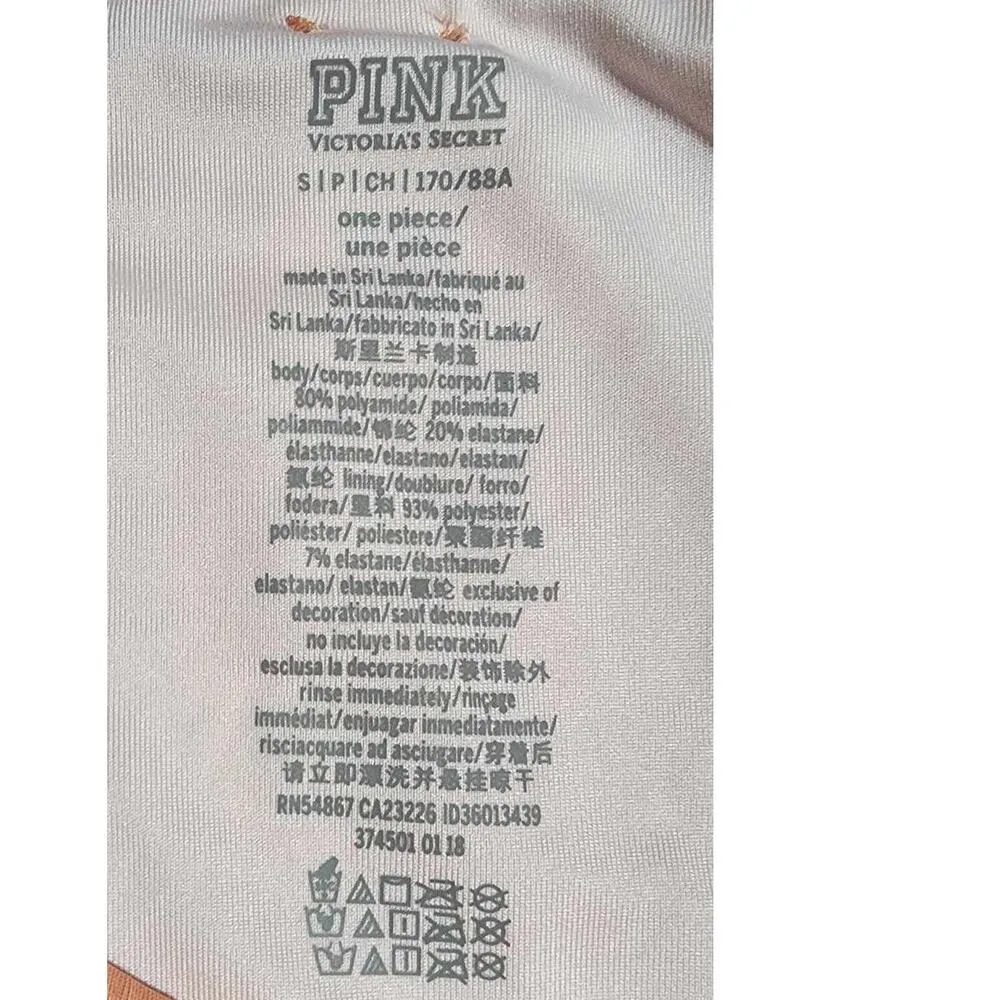 PINK
VICTORIA'S SECRET
S | P | CH | 170/88A
one piece/
une pièce
made in Sri Lanka/fabriqué au
Sri Lanka/hecho en
Sri Lanka/fabbricato in Sri Lanka/
斯里兰卡制造
body/corps/cuerpo/corpo/面料
80% polyamide/ poliamida/
poliammide/锦纶 20% elastane/
élasthanne/elastano/elastan/
氨纶 lining/doublure/ forro/
fodera/里料 93% polyester/
poliéster/ poliestere/聚酯纤维
7% elastane/élasthanne/
elastano/ elastan/氨纶 exclusive of
decoration/sauf décoration/
no incluye la decoración/
esclusa la decorazione/装饰除外
rinse immediately/rinçage
immédiat/enjuagar inmediatamente/
risciacquare ad asciugare/穿着后
请立即漂洗并悬挂晾干
RN54867 CA23226 ID36013439
374501 01 18